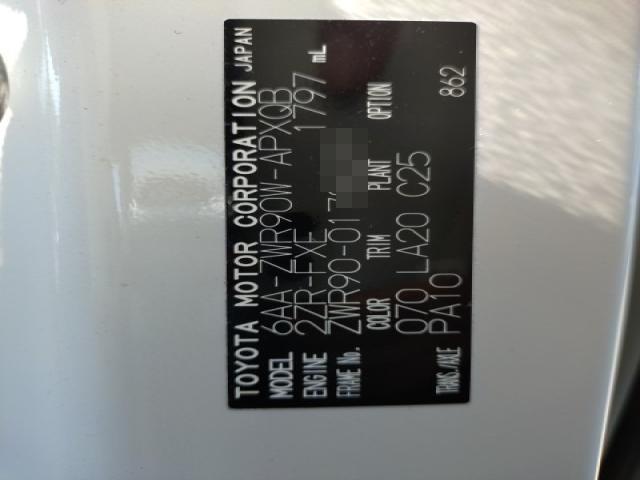 TOYOTA MOTOR CORPORATION JAPAN
MODEL 6AA-ZWR90W-APXQB
ENGINE 2ZR-FXE 1797 mL
FRAME No. ZWR90-017
COLOR TRIM PLANT OPTION
070 LA20 C25
TRANS./AXLE PA10 862